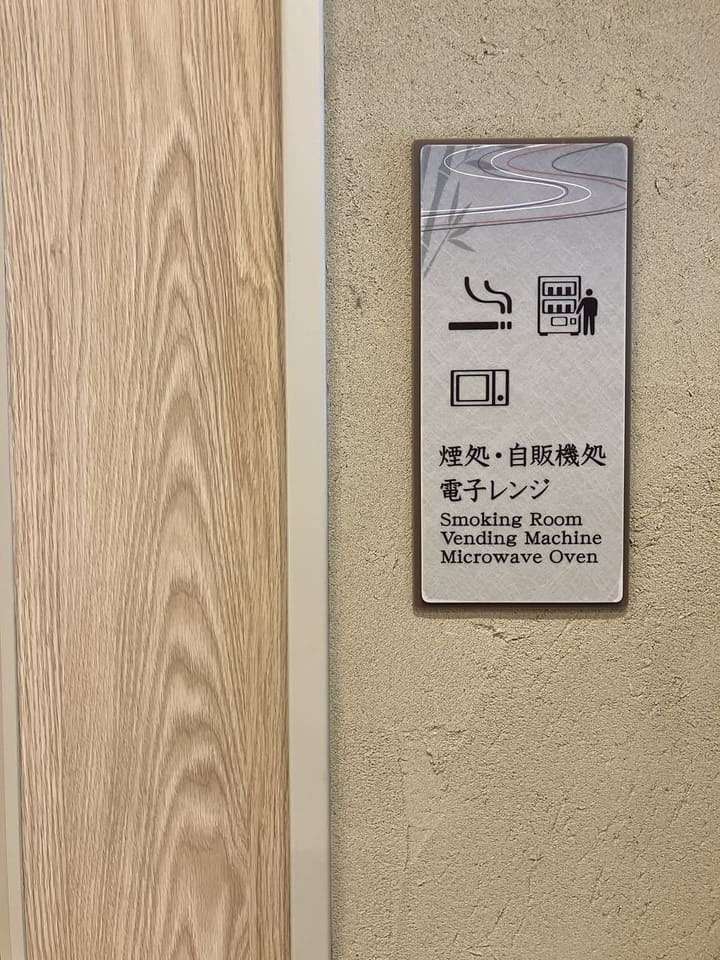 煙処・自販機処
電子レンジ
Smoking Room
Vending Machine
Microwave Oven